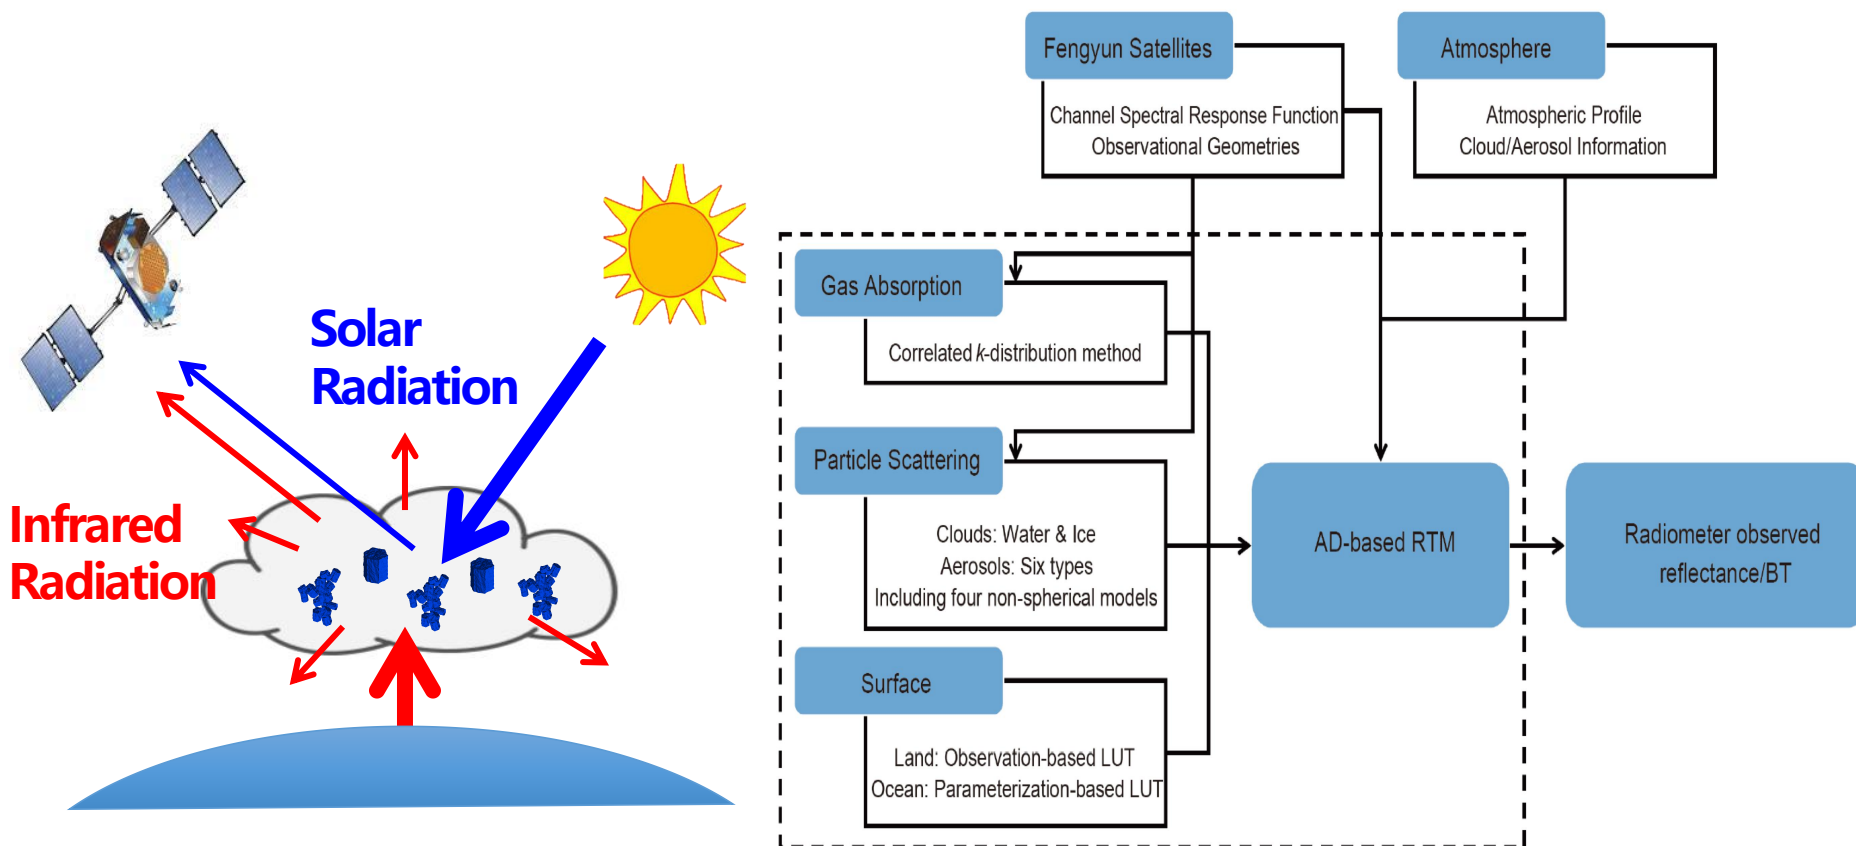 Solar
Radiation
Infrared
Radiation
Fengyun Satellites
Channel Spectral Response Function
Observational Geometries
Atmosphere
Atmospheric Profile
Cloud/Aerosol Information
Gas Absorption
Correlated k-distribution method
Particle Scattering
Clouds: Water & Ice
Aerosols: Six types
Including four non-spherical models
Surface
Land: Observation-based LUT
Ocean: Parameterization-based LUT
AD-based RTM
Radiometer observed
reflectance/BT